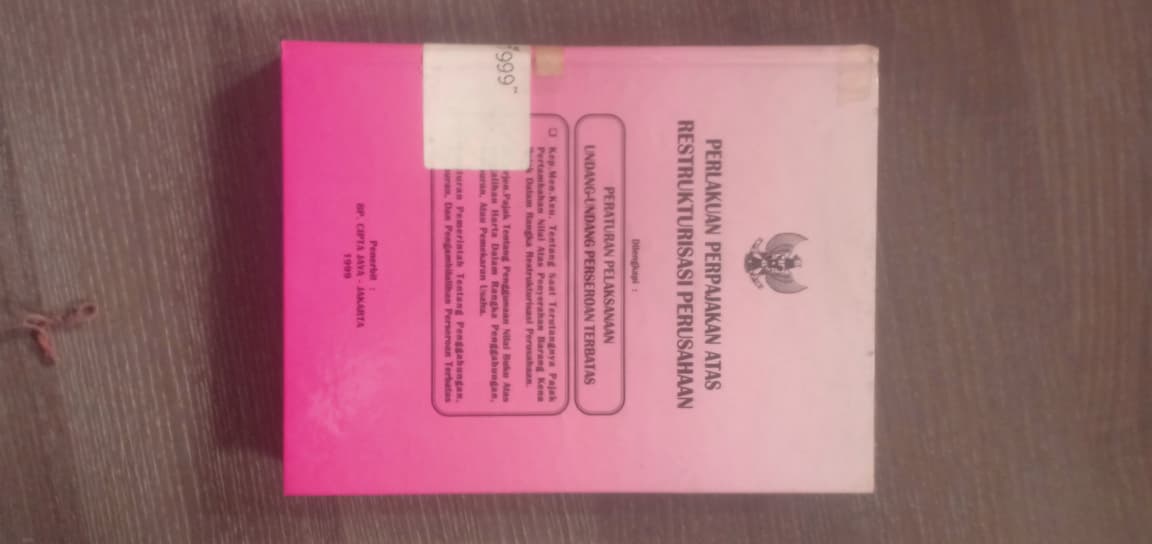 PERLAKUAN PERPAJAKAN ATAS
RESTRUKTURISASI PERUSAHAAN
Dilengkapi :
PERATURAN PELAKSANAAN
UNDANG-UNDANG PERSEROAN TERBATAS
❏ Kep.Men.Keu. Tentang Saat Terutangnya Pajak
Pertambahan Nilai Atas Penyerahan Barang Kena
Dalam Rangka Restrukturisasi Perusahaan.
Pajak Tentang Penggunaan Nilai Buku Atas
Harta Dalam Rangka Penggabungan,
Atau Pemekaran Usaha.
Pemerintah Tentang Penggabungan,
Dan Pengambilalihan Perseroan Terbatas
Penerbit :
BP. CIPTA JAYA - JAKARTA
1999